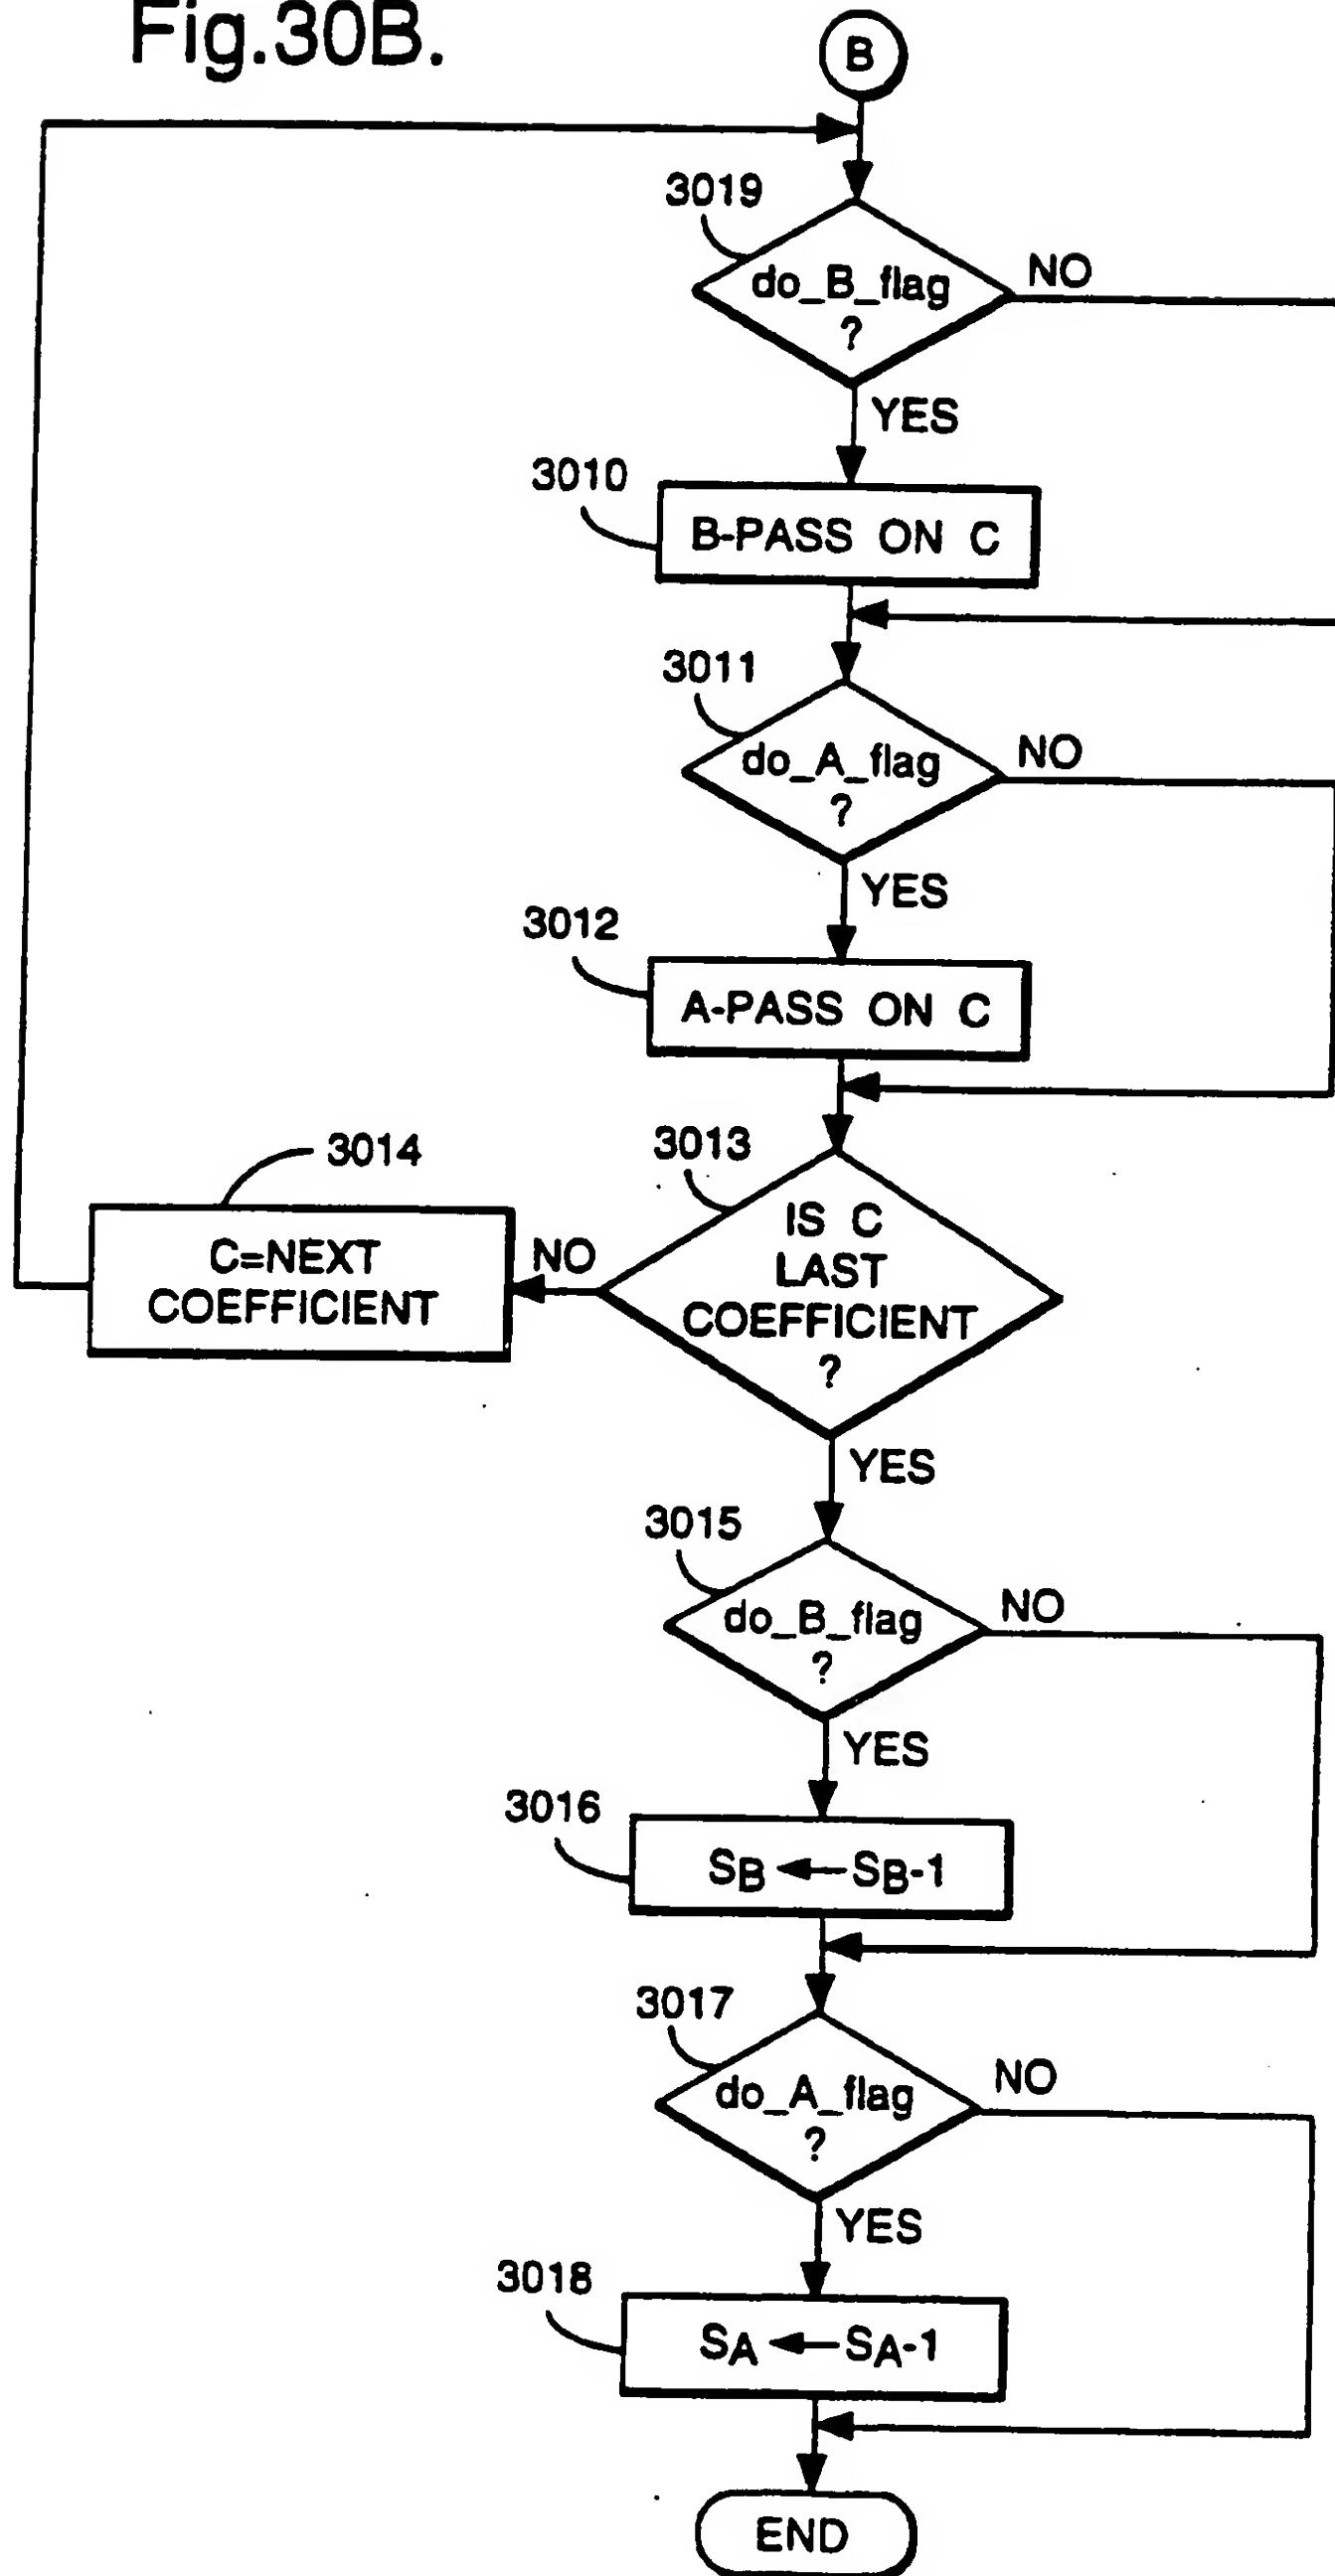 Fig.30B.
B
3019
do_B_flag
?
NO
YES
3010
B-PASS ON C
3011
do_A_flag
?
NO
YES
3012
A-PASS ON C
3013
IS C
LAST
COEFFICIENT
?
NO
3014
C=NEXT
COEFFICIENT
YES
3015
do_B_flag
?
NO
YES
3016
SB ← SB-1
3017
do_A_flag
?
NO
YES
3018
SA ← SA-1
END